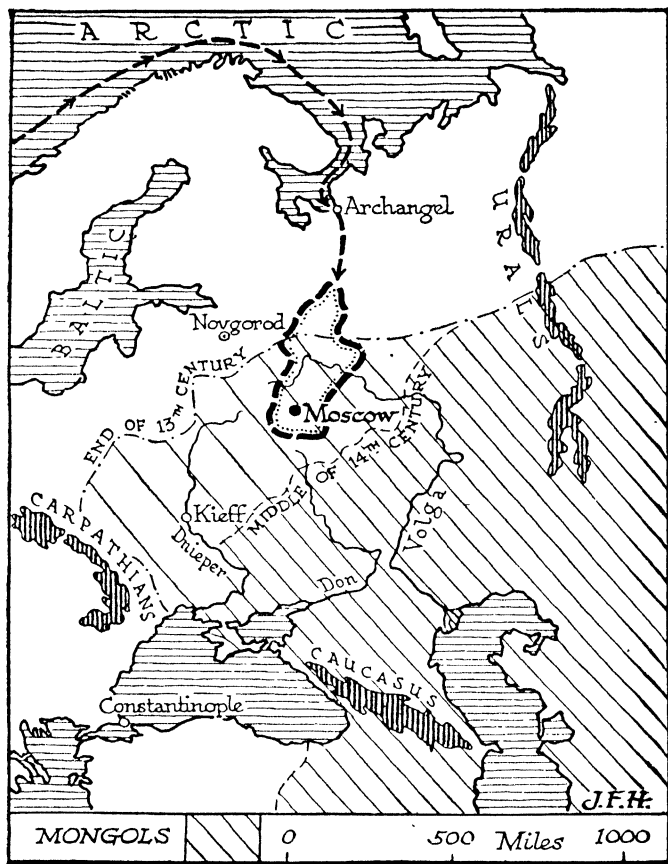 ARCTIC
Archangel
URALS
BALTIC
Novgorod
END OF 13TH CENTURY
Moscow
MIDDLE OF 14TH CENTURY
CARPATHIANS
Kieff
Dnieper
Volga
Don
CAUCASUS
Constantinople
J.F.H.
MONGOLS 0 500 Miles 1000